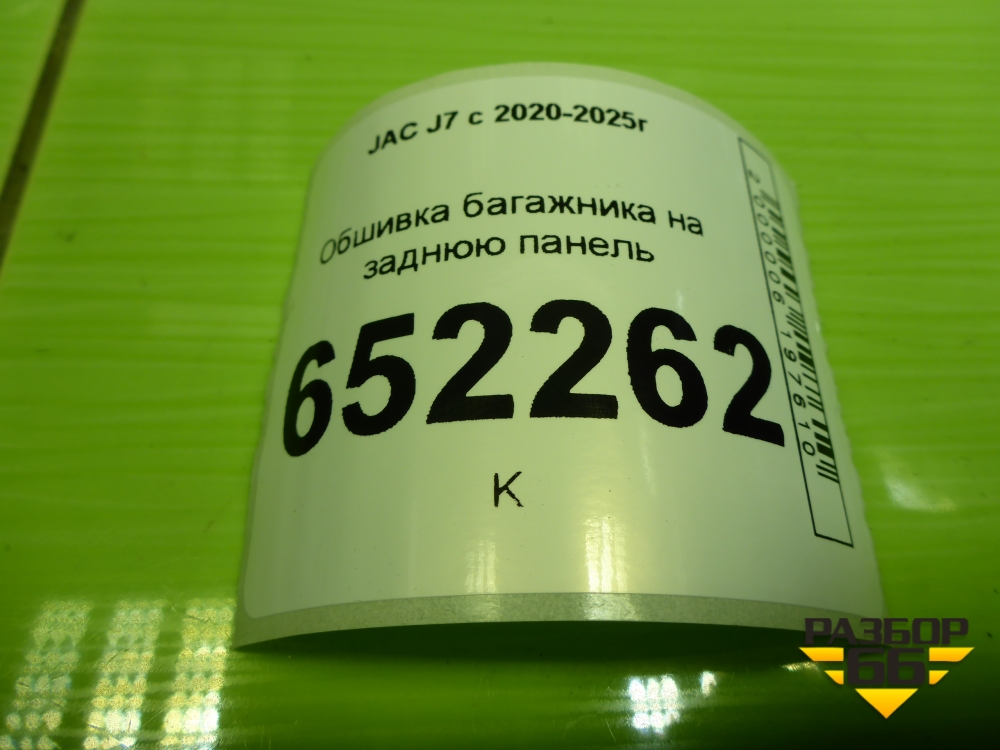 JAC J7 с 2020-2025г
Обшивка багажника на
заднюю панель
652262
К
2000006197610
РАЗБОР
66